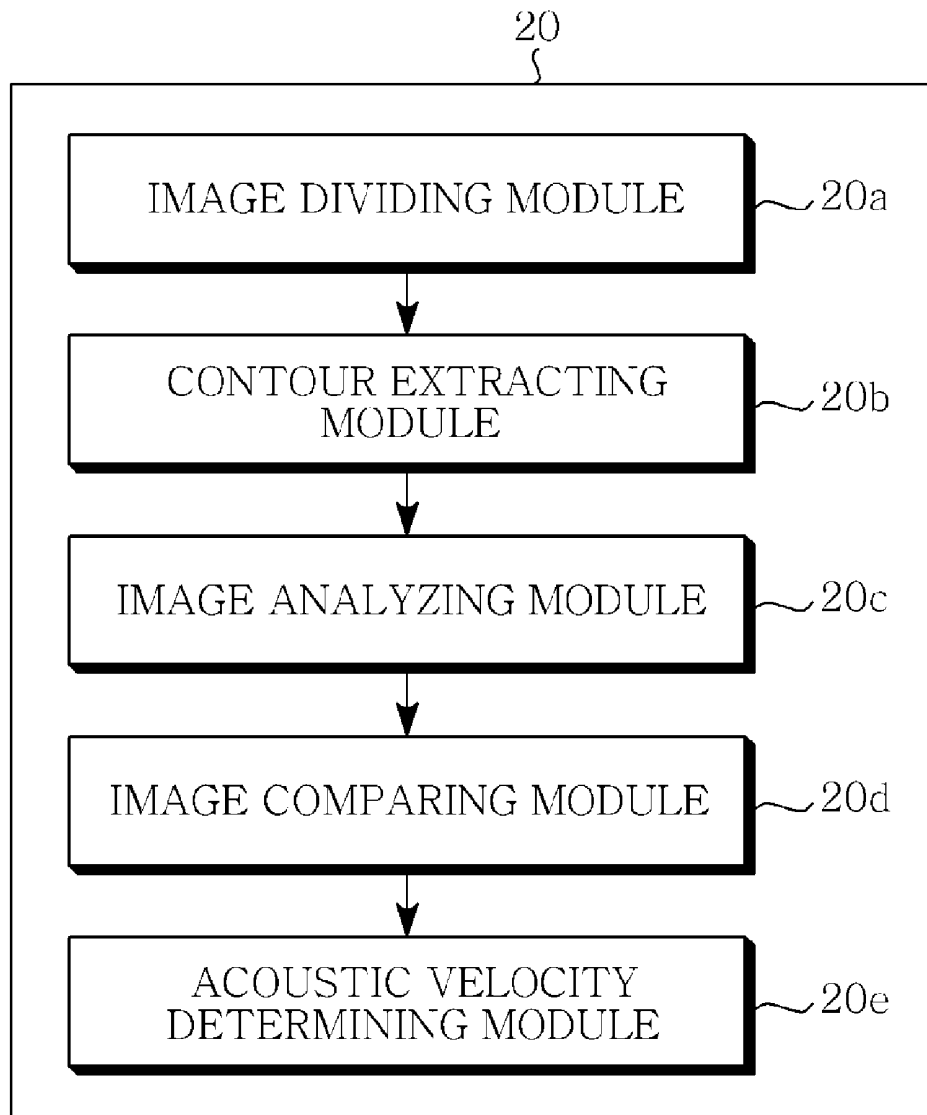 20
IMAGE DIVIDING MODULE
20a
CONTOUR EXTRACTING
MODULE
20b
IMAGE ANALYZING MODULE
20c
IMAGE COMPARING MODULE
20d
ACOUSTIC VELOCITY
DETERMINING MODULE
20e